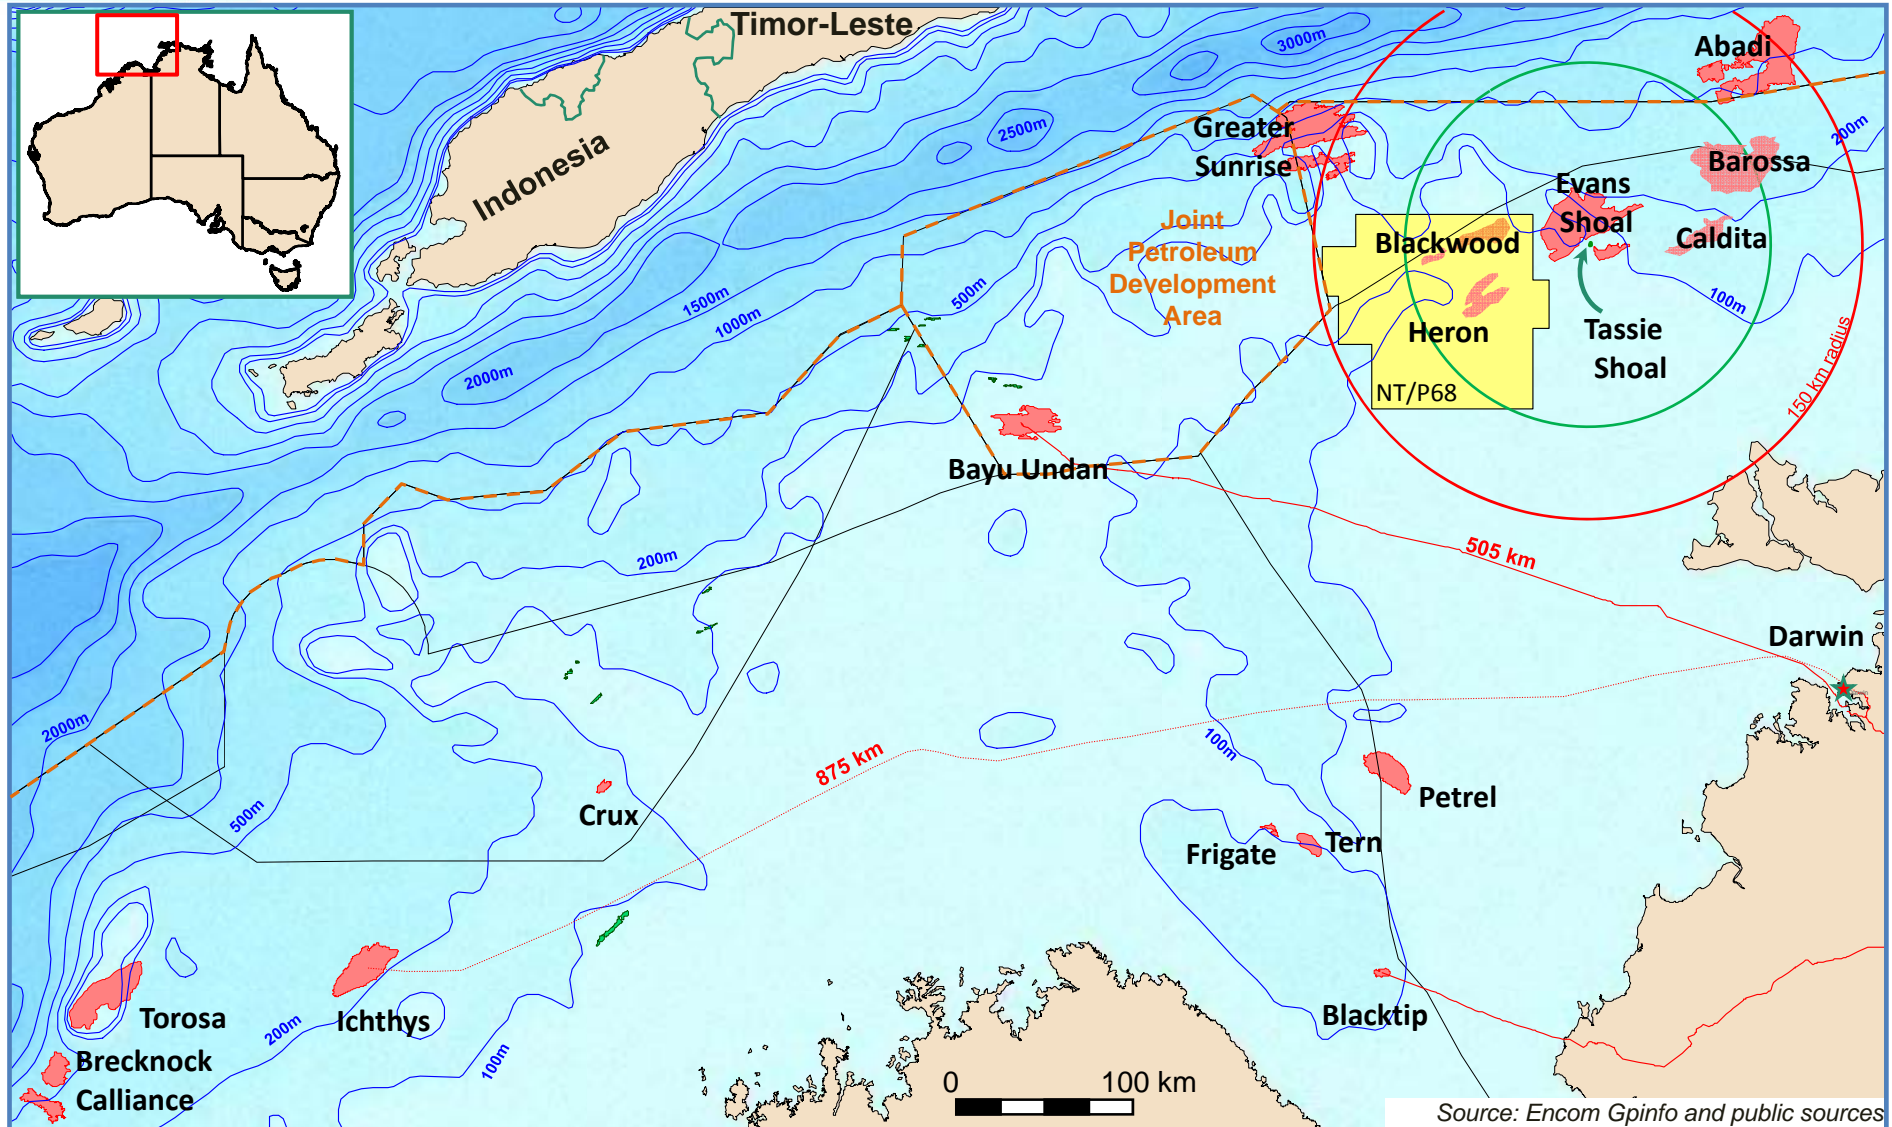 Timor-Leste
3000m
Abadi
2500m
Greater
Sunrise
200m
Barossa
Indonesia
Evans
Shoal
Joint
Petroleum
Development
Area
Blackwood
Caldita
1500m
500m
100m
1000m
Heron
Tassie
Shoal
2000m
NT/P68
150 km radius
Bayu Undan
505 km
200m
Darwin
2000m
100m
875 km
500m
Crux
Petrel
Frigate
Tern
Torosa
Ichthys
200m
Blacktip
Brecknock
100m
Calliance
0
100 km
Source: Encom Gpinfo and public sources